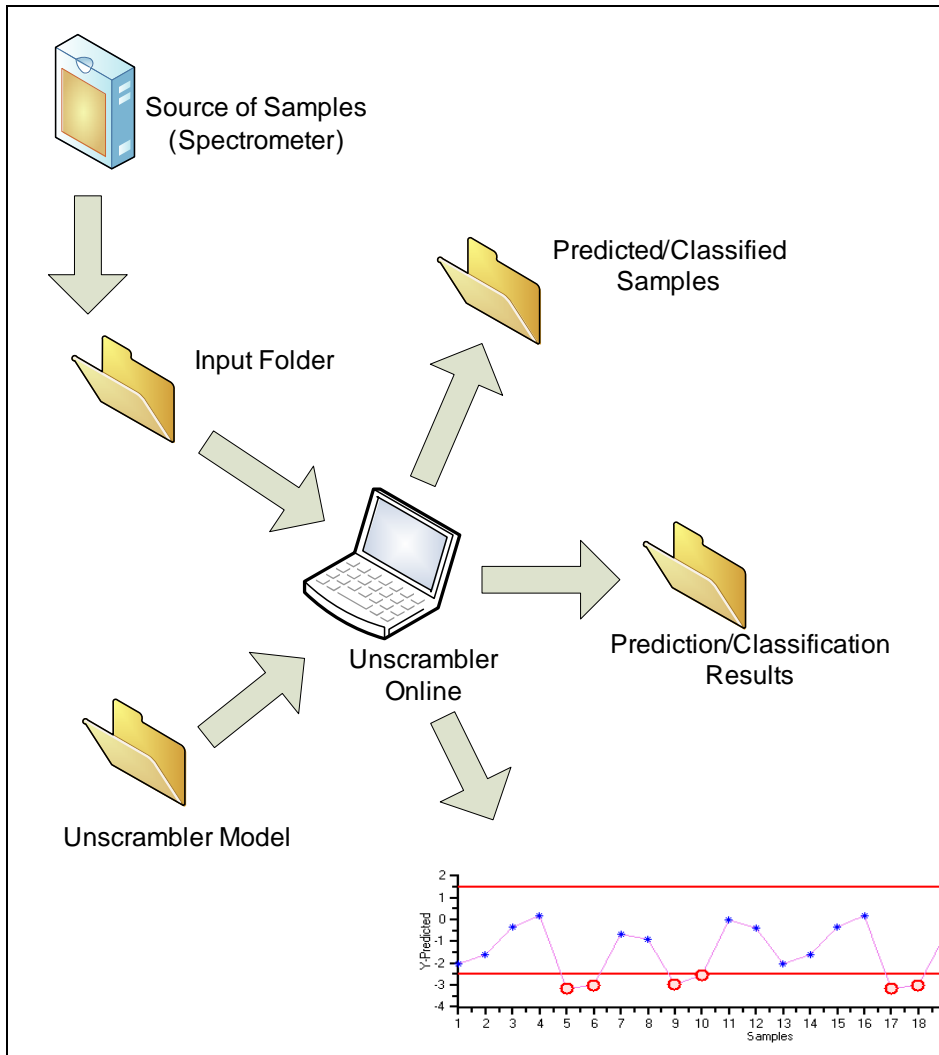 Source of Samples
(Spectrometer)
Predicted/Classified
Samples
Input Folder
Prediction/Classification
Results
Unscrambler
Online
Unscrambler Model
Y-Predicted
2
1
0
-1
-2
-3
-4
1 2 3 4 5 6 7 8 9 10 11 12 13 14 15 16 17 18
Samples